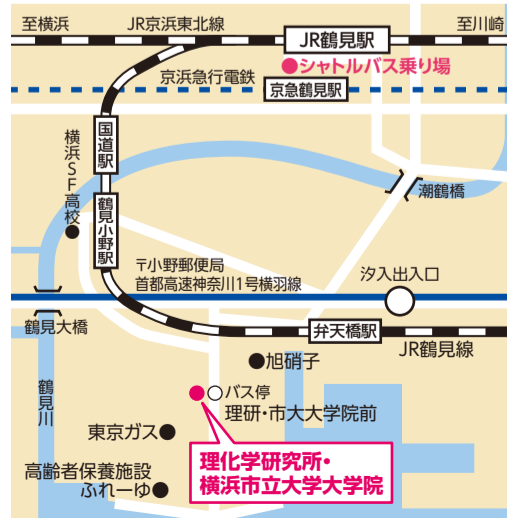 至横浜
JR京浜東北線
JR鶴見駅
至川崎
●シャトルバス乗り場
京浜急行電鉄
京急鶴見駅
国道駅
横浜SF高校
潮鶴橋
鶴見小野駅
〒小野郵便局
首都高速神奈川1号横羽線
汐入出入口
鶴見大橋
弁天橋駅
JR鶴見線
旭硝子
鶴見川
バス停
理研・市大大学院前
東京ガス
理化学研究所・
横浜市立大学大学院
高齢者保養施設
ふれーゆ